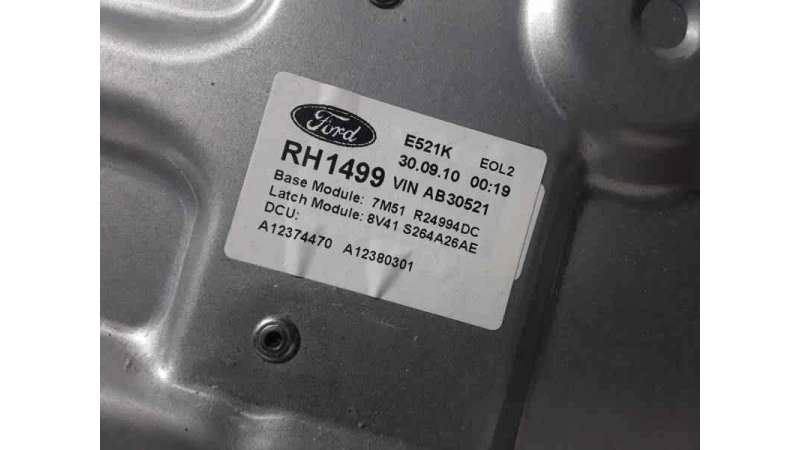 Ford
E521K EOL2
30.09.10 00:19
RH1499 VIN AB30521
Base Module: 7M51 R24994DC
Latch Module: 8V41 S264A26AE
DCU:
A12374470 A12380301